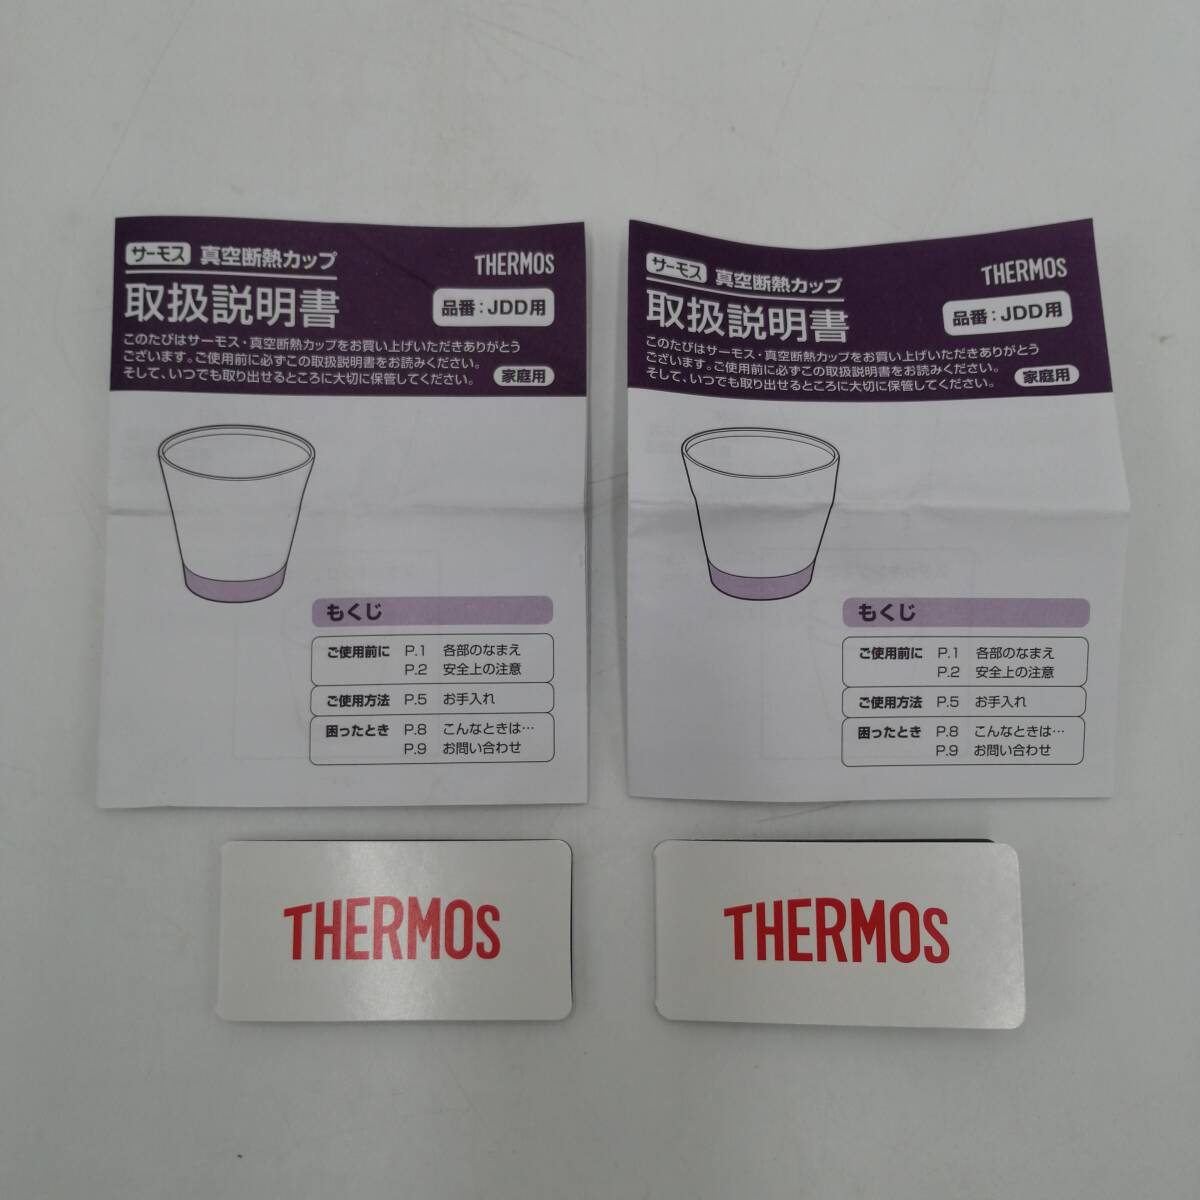 サーモス 真空断熱カップ THERMOS
取扱説明書 品番：JDD用
このたびはサーモス・真空断熱カップをお買い上げいただきありがとう
ございます。ご使用前に必ずこの取扱説明書をお読みください。
そして、いつでも取り出せるところに大切に保管してください。 家庭用
もくじ
ご使用前に P.1 各部のなまえ
P.2 安全上の注意
ご使用方法 P.5 お手入れ
困ったとき P.8 こんなときは…
P.9 お問い合わせ
サーモス 真空断熱カップ THERMOS
取扱説明書 品番：JDD用
このたびはサーモス・真空断熱カップをお買い上げいただきありがとう
ございます。ご使用前に必ずこの取扱説明書をお読みください。
そして、いつでも取り出せるところに大切に保管してください。 家庭用
もくじ
ご使用前に P.1 各部のなまえ
P.2 安全上の注意
ご使用方法 P.5 お手入れ
困ったとき P.8 こんなときは…
P.9 お問い合わせ
THERMOS
THERMOS